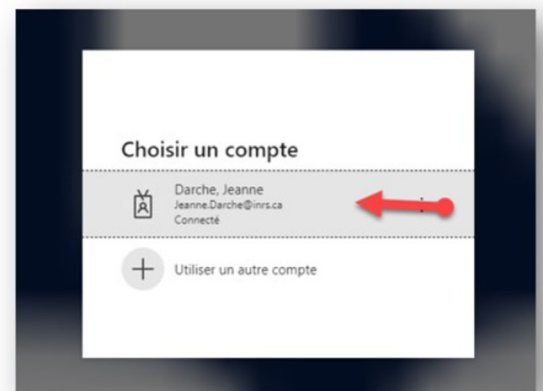 Choisir un compte
Darche, Jeanne
Jeanne.Darche@inrs.ca
Connecté
Utiliser un autre compte